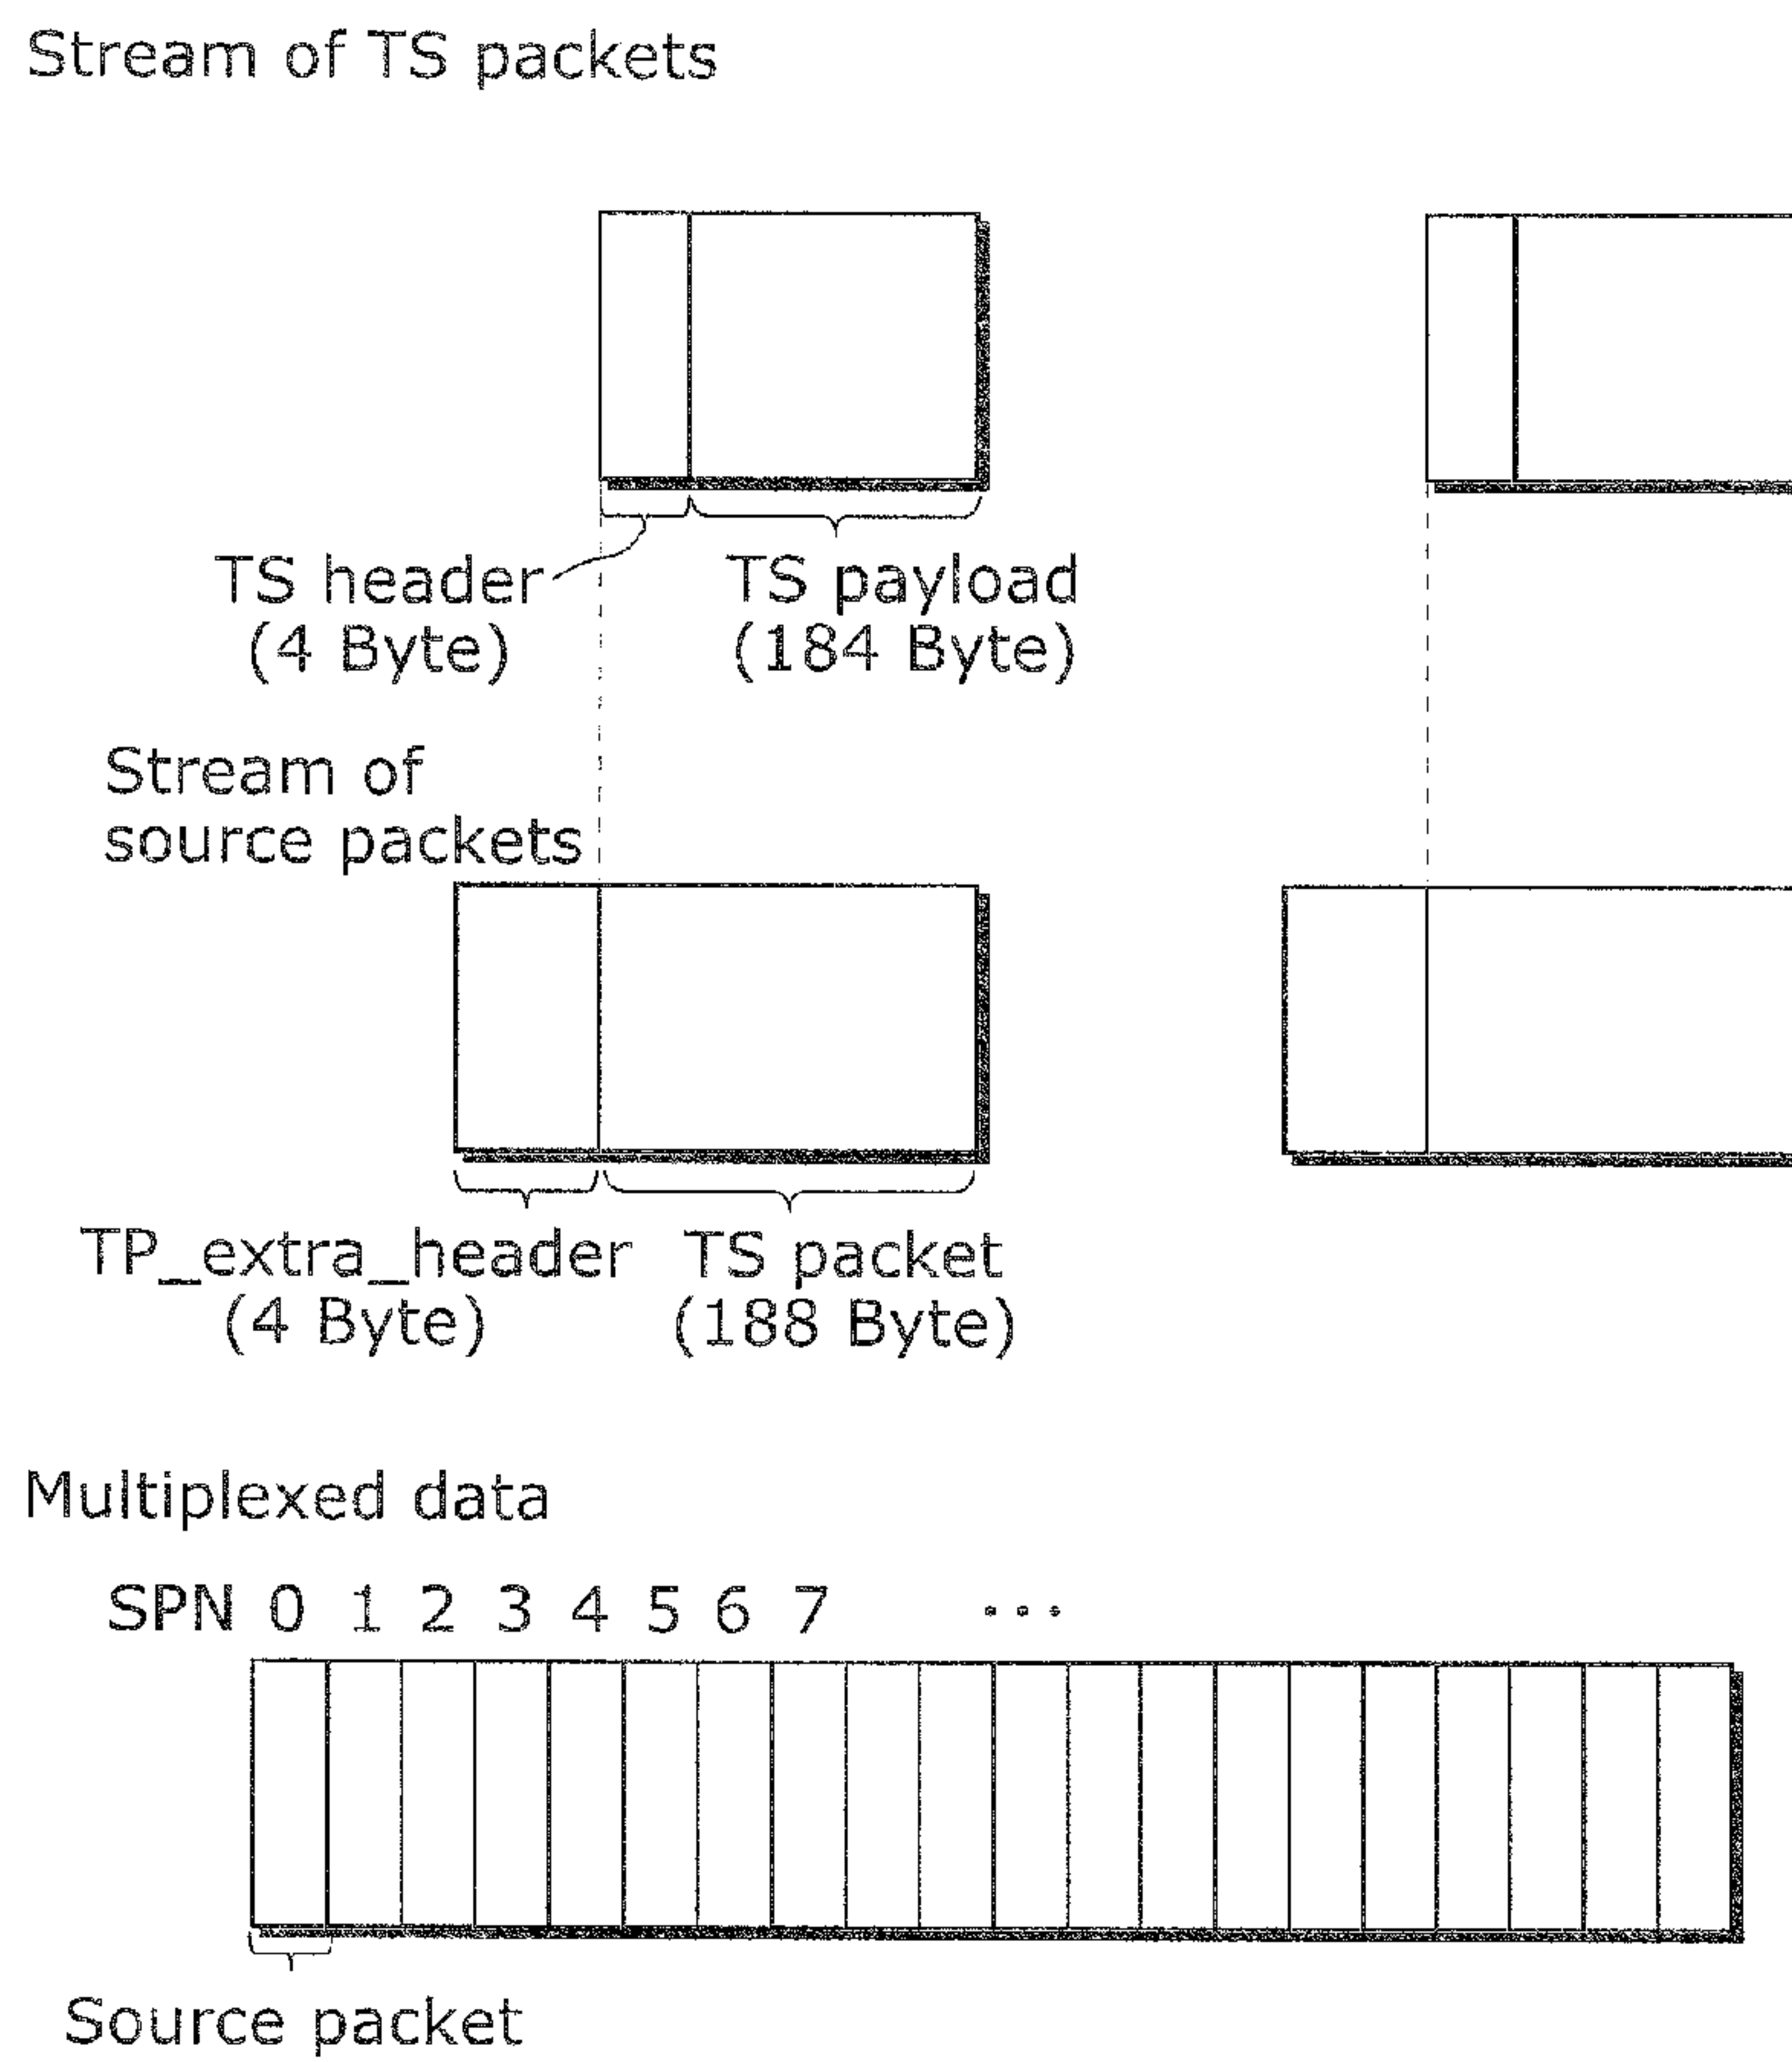 Stream of TS packets
TS header
(4 Byte)
TS payload
(184 Byte)
Stream of
source packets
TP_extra_header
(4 Byte)
TS packet
(188 Byte)
Multiplexed data
SPN 0 1 2 3 4 5 6 7 ...
Source packet